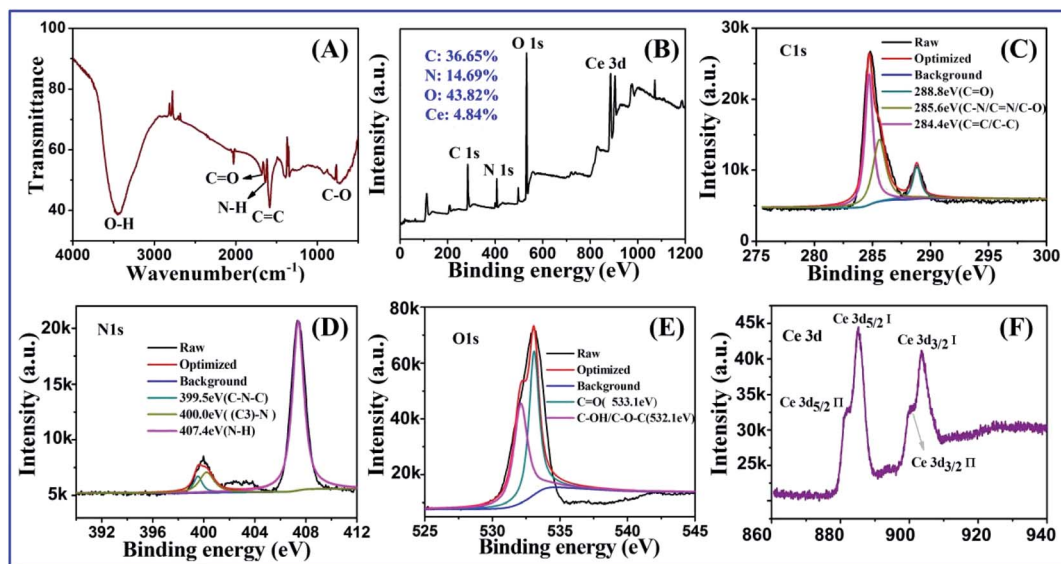 (A)
Transmittance
100
80
60
40
O-H
C=O
N-H
C=C
C-O
4000 3000 2000 1000
Wavenumber(cm-1)
(B)
C: 36.65%
N: 14.69%
O: 43.82%
Ce: 4.84%
O 1s
Ce 3d
C 1s
N 1s
Intensity (a.u.)
0 200 400 600 800 1000 1200
Binding energy (eV)
(C)
C1s
Raw
Optimized
Background
288.8eV(C=O)
285.6eV(C-N/C=N/C-O)
284.4eV(C=C/C-C)
Intensity (a.u.)
30k
20k
10k
0
275 280 285 290 295 300
Binding energy(eV)
(D)
N1s
Raw
Optimized
Background
399.5eV(C-N-C)
400.0eV( (C3)-N )
407.4eV(N-H)
Intensity (a.u.)
20k
15k
10k
5k
392 396 400 404 408 412
Binding energy (eV)
(E)
O1s
Raw
Optimized
Background
C=O( 533.1eV)
C-OH/C-O-C(532.1eV)
Intensity (a.u.)
80k
60k
40k
20k
525 530 535 540 545
Binding energy (eV)
(F)
Ce 3d
Ce 3d5/2 I
Ce 3d3/2 I
Ce 3d5/2 Π
Ce 3d3/2 Π
Intensity (a.u.)
45k
40k
35k
30k
25k
860 880 900 920 940
Binding energy (eV)